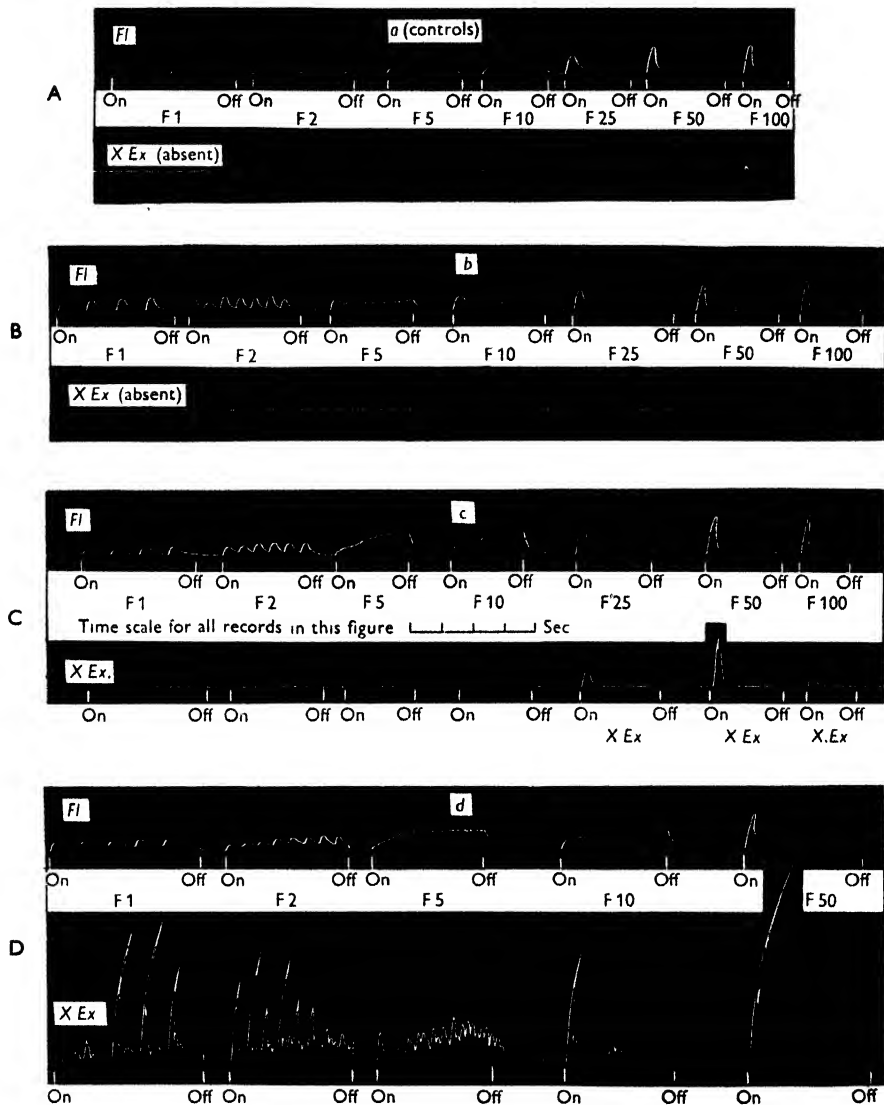 Fl a (controls)
A
On Off On Off On Off On Off On Off On Off On Off
F 1 F 2 F 5 F 10 F 25 F 50 F 100
X Ex (absent)
Fl b
B
On Off On Off On Off On Off On Off On Off On Off
F 1 F 2 F 5 F 10 F 25 F 50 F 100
X Ex (absent)
Fl c
On Off On Off On Off On Off On Off On Off On Off
F 1 F 2 F 5 F 10 F'25 F 50 F 100
C
Time scale for all records in this figure Sec
X Ex.
On Off On Off On Off On Off On Off On Off On Off
X Ex X Ex X.Ex
Fl d
On Off On Off On Off On Off On Off
F 1 F 2 F 5 F 10 F 50
D
X Ex
On Off On Off On Off On Off On Off